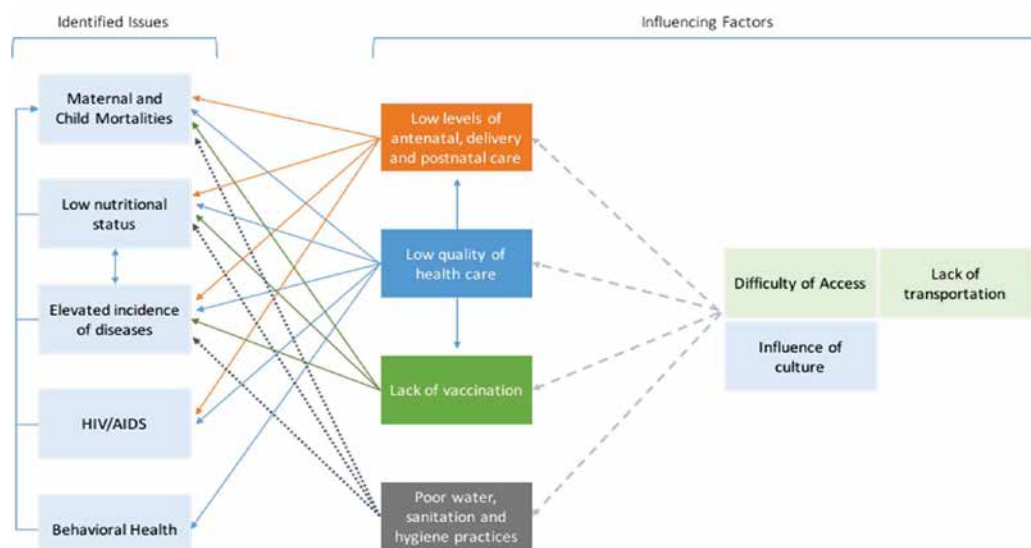 Identified Issues
Influencing Factors
Maternal and
Child Mortalities
Low nutritional
status
Elevated incidence
of diseases
HIV/AIDS
Behavioral Health
Low levels of
antenatal, delivery
and postnatal care
Low quality of
health care
Lack of vaccination
Poor water,
sanitation and
hygiene practices
Difficulty of Access
Lack of
transportation
Influence of
culture